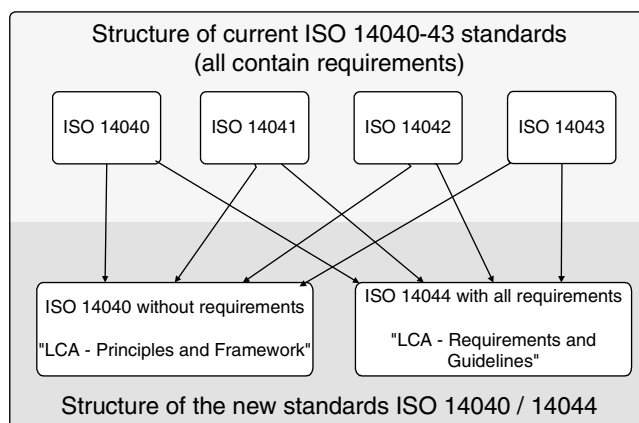 Structure of current ISO 14040-43 standards
(all contain requirements)
ISO 14040
ISO 14041
ISO 14042
ISO 14043
ISO 14040 without requirements
"LCA - Principles and Framework"
ISO 14044 with all requirements
"LCA - Requirements and
Guidelines"
Structure of the new standards ISO 14040 / 14044